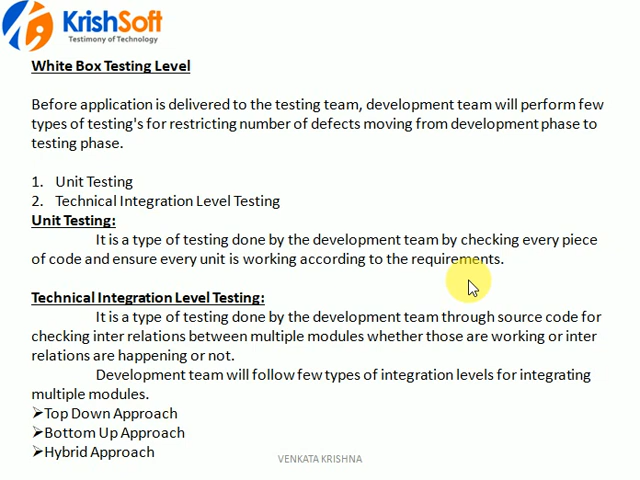 KrishSoft
Testimony of Technology
White Box Testing Level
Before application is delivered to the testing team, development team will perform few
types of testing's for restricting number of defects moving from development phase to
testing phase.
1. Unit Testing
2. Technical Integration Level Testing
Unit Testing:
It is a type of testing done by the development team by checking every piece
of code and ensure every unit is working according to the requirements.
Technical Integration Level Testing:
It is a type of testing done by the development team through source code for
checking inter relations between multiple modules whether those are working or inter
relations are happening or not.
Development team will follow few types of integration levels for integrating
multiple modules.
➢Top Down Approach
➢Bottom Up Approach
➢Hybrid Approach
VENKATA KRISHNA